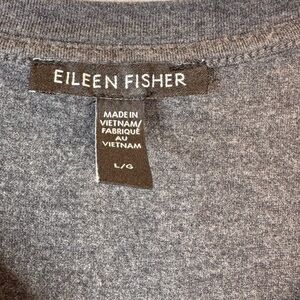 EILEEN FISHER
MADE IN
VIETNAM/
FABRIQUÉ
AU
VIETNAM
L/G